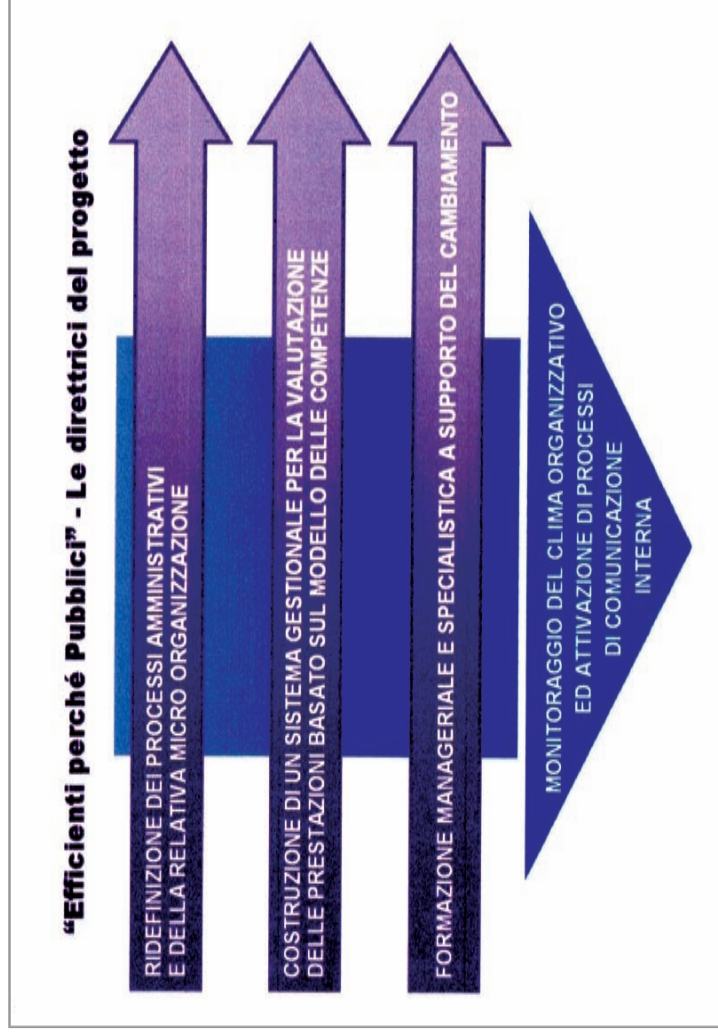 “Efficienti perché Pubblici” - Le direttrici del progetto
RIDEFINIZIONE DEI PROCESSI AMMINISTRATIVI
E DELLA RELATIVA MICRO ORGANIZZAZIONE
COSTRUZIONE DI UN SISTEMA GESTIONALE PER LA VALUTAZIONE
DELLE PRESTAZIONI BASATO SUL MODELLO DELLE COMPETENZE
FORMAZIONE MANAGERIALE E SPECIALISTICA A SUPPORTO DEL CAMBIAMENTO
MONITORAGGIO DEL CLIMA ORGANIZZATIVO
ED ATTIVAZIONE DI PROCESSI
DI COMUNICAZIONE
INTERNA